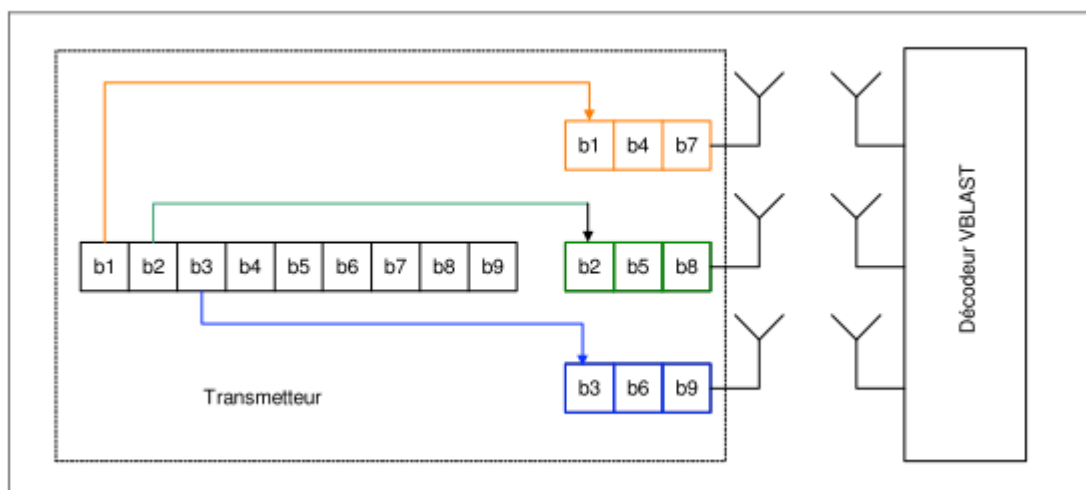 b1 b4 b7
b1 b2 b3 b4 b5 b6 b7 b8 b9
b2 b5 b8
b3 b6 b9
Transmetteur
Décodeur VBLAST